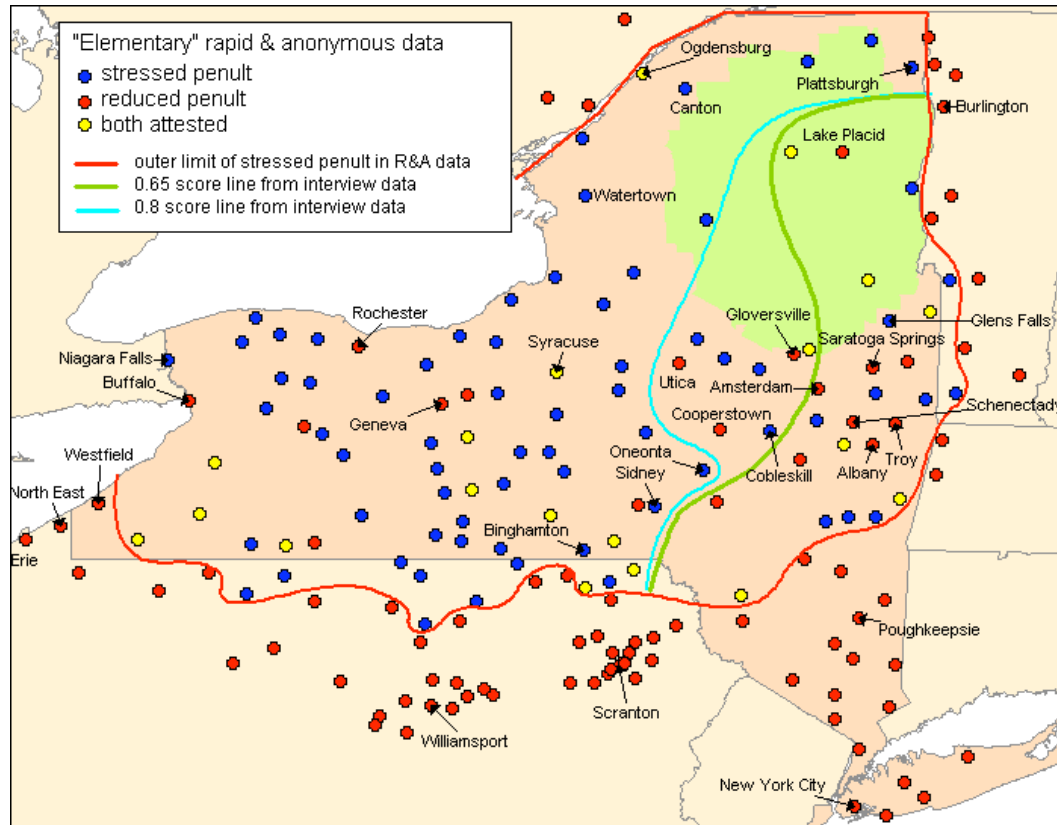 "Elementary" rapid & anonymous data
stressed penult
reduced penult
both attested
outer limit of stressed penult in R&A data
0.65 score line from interview data
0.8 score line from interview data
Ogdensburg
Plattsburgh
Canton
Burlington
Lake Placid
Watertown
Rochester
Gloversville
Glens Falls
Niagara Falls
Syracuse
Saratoga Springs
Buffalo
Utica
Amsterdam
Schenectady
Geneva
Cooperstown
Westfield
Oneonta
Troy
Sidney
Cobleskill
Albany
North East
Binghamton
Erie
Poughkeepsie
Scranton
Williamsport
New York City